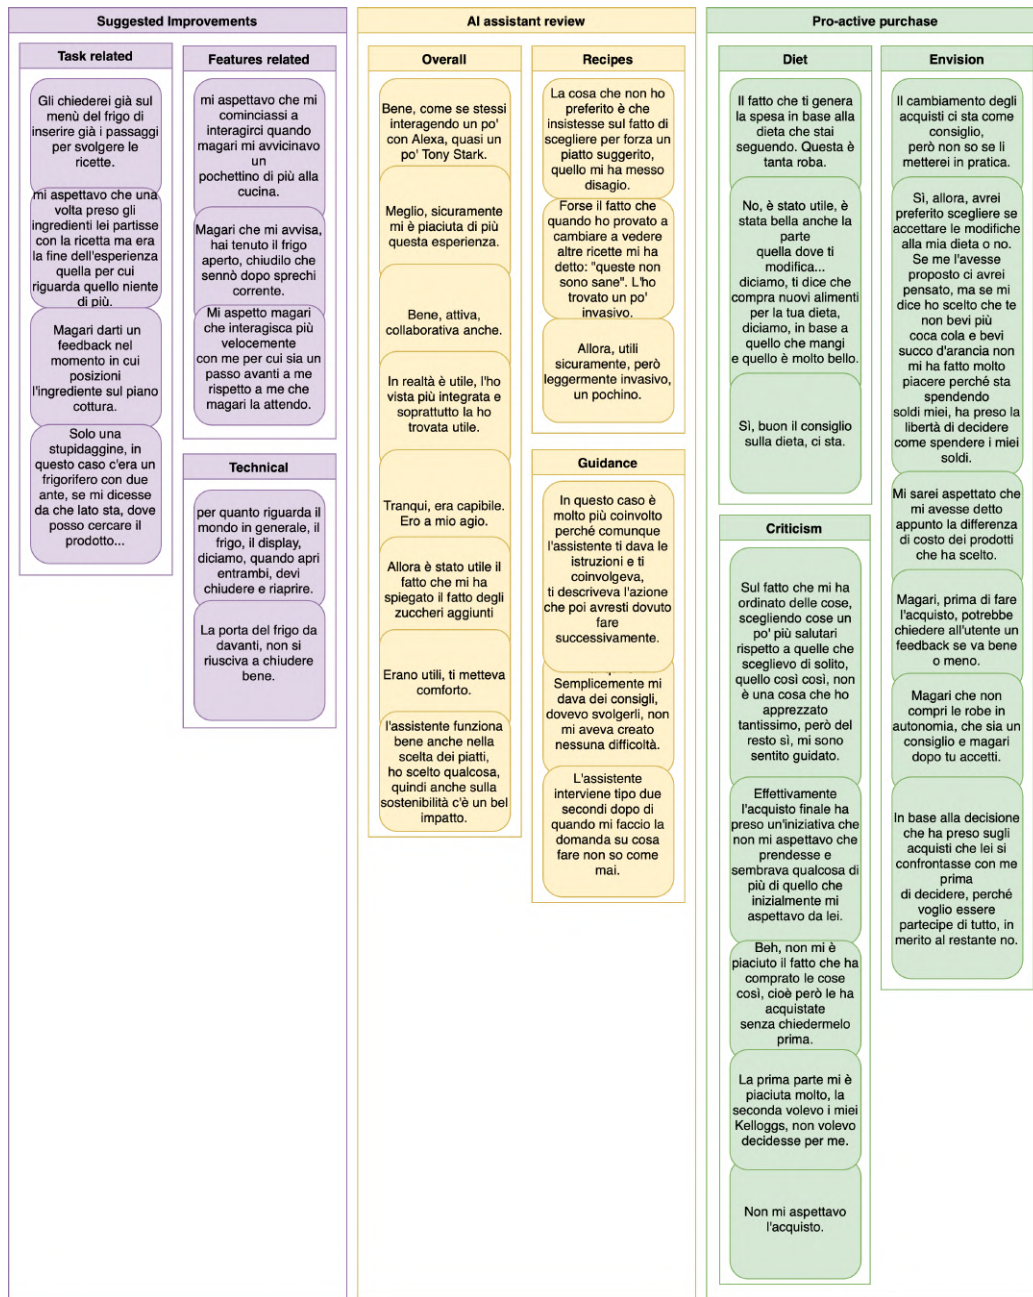 Suggested Improvements
Task related
Gli chiederei già sul
menù del frigo di
inserire già i passaggi
per svolgere le
ricette.
mi aspettavo che una
volta preso gli
ingredienti lei partisse
con la ricetta ma era
la fine dell'esperienza
quella per cui
riguarda quello niente
di più.
Magari darti un
feedback nel
momento in cui
posizioni
l'ingrediente sul piano
cottura.
Solo una
stupidaggine, in
questo caso c'era un
frigorifero con due
ante, se mi dicesse
da che lato sta, dove
posso cercare il
prodotto...
Features related
mi aspettavo che mi
cominciassi a
interagirci quando
magari mi avvicinavo
un
pochettino di più alla
cucina.
Magari che mi avvisa,
hai tenuto il frigo
aperto, chiudilo che
sennò dopo sprechi
corrente.
Mi aspetto magari
che interagisca più
velocemente
con me per cui sia un
passo avanti a me
rispetto a me che
magari la attendo.
Technical
per quanto riguarda il
mondo in generale, il
frigo, il display,
diciamo, quando apri
entrambi, devi
chiudere e riaprire.
La porta del frigo da
davanti, non si
riusciva a chiudere
bene.
AI assistant review
Overall
Bene, come se stessi
interagendo un po'
con Alexa, quasi un
po' Tony Stark.
Meglio, sicuramente
mi è piaciuta di più
questa esperienza.
Bene, attiva,
collaborativa anche.
In realtà è utile, l'ho
vista più integrata e
soprattutto la ho
trovata utile.
Tranqui, era capibile.
Ero a mio agio.
Allora è stato utile il
fatto che mi ha
spiegato il fatto degli
zuccheri aggiunti
Erano utili, ti metteva
comforto.
l'assistente funziona
bene anche nella
scelta dei piatti,
ho scelto qualcosa,
quindi anche sulla
sostenibilità c'è un bel
impatto.
Recipes
La cosa che non ho
preferito è che
insistesse sul fatto di
scegliere per forza un
piatto suggerito,
quello mi ha messo
disagio.
Forse il fatto che
quando ho provato a
cambiare a vedere
altre ricette mi ha
detto: "queste non
sono sane". L'ho
trovato un po'
invasivo.
Allora, utili
sicuramente, però
leggermente invasivo,
un pochino.
Guidance
In questo caso è
molto più coinvolto
perché comunque
l'assistente ti dava le
istruzioni e ti
coinvolgeva,
ti descriveva l'azione
che poi avresti dovuto
fare
successivamente.
Semplicemente mi
dava dei consigli,
dovevo svolgerli, non
mi aveva creato
nessuna difficoltà.
L'assistente
interviene tipo due
secondi dopo di
quando mi faccio la
domanda su cosa
fare non so come
mai.
Pro-active purchase
Diet
Il fatto che ti genera
la spesa in base alla
dieta che stai
seguendo. Questa è
tanta roba.
No, è stato utile, è
stata bella anche la
parte
quella dove ti
modifica...
diciamo, ti dice che
compra nuovi alimenti
per la tua dieta,
diciamo, in base a
quello che mangi
e quello è molto bello.
Sì, buon il consiglio
sulla dieta, ci sta.
Criticism
Sul fatto che mi ha
ordinato delle cose,
scegliendo cose un
po' più salutari
rispetto a quelle che
sceglievo di solito,
quello così così, non
è una cosa che ho
apprezzato
tantissimo, però del
resto sì, mi sono
sentito guidato.
Effettivamente
l'acquisto finale ha
preso un'iniziativa che
non mi aspettavo che
prendesse e
sembrava qualcosa di
più di quello che
inizialmente mi
aspettavo da lei.
Beh, non mi è
piaciuto il fatto che ha
comprato le cose
così, cioè però le ha
acquistate
senza chiedermelo
prima.
La prima parte mi è
piaciuta molto, la
seconda volevo i miei
Kelloggs, non volevo
decidesse per me.
Non mi aspettavo
l'acquisto.
Envision
Il cambiamento degli
acquisti ci sta come
consiglio,
però non so se li
metterei in pratica.
Sì, allora, avrei
preferito scegliere se
accettare le modifiche
alla mia dieta o no.
Se me l'avesse
proposto ci avrei
pensato, ma se mi
dice ho scelto che te
non bevi più
coca cola e bevi
succo d'arancia non
mi ha fatto molto
piacere perché sta
spendendo
soldi miei, ha preso la
libertà di decidere
come spendere i miei
soldi.
Mi sarei aspettato che
mi avesse detto
appunto la differenza
di costo dei prodotti
che ha scelto.
Magari, prima di fare
l'acquisto, potrebbe
chiedere all'utente un
feedback se va bene
o meno.
Magari che non
compri le robe in
autonomia, che sia un
consiglio e magari
dopo tu accetti.
In base alla decisione
che ha preso sugli
acquisti che lei si
confrontasse con me
prima
di decidere, perché
voglio essere
partecipe di tutto, in
merito al restante no.